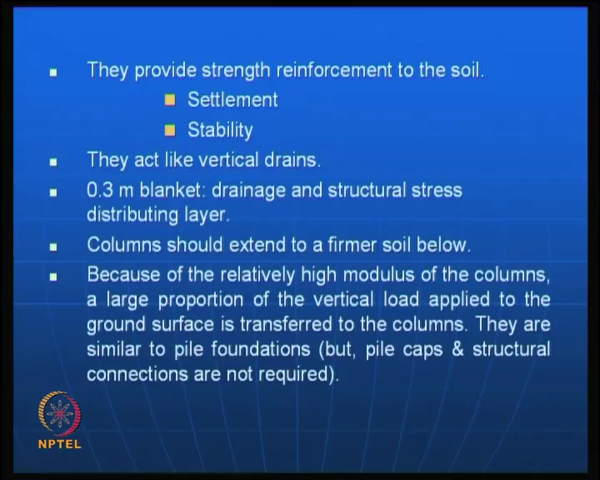 They provide strength reinforcement to the soil.
Settlement
Stability
They act like vertical drains.
0.3 m blanket: drainage and structural stress
distributing layer.
Columns should extend to a firmer soil below.
Because of the relatively high modulus of the columns,
a large proportion of the vertical load applied to the
ground surface is transferred to the columns. They are
similar to pile foundations (but, pile caps & structural
connections are not required).
NPTEL